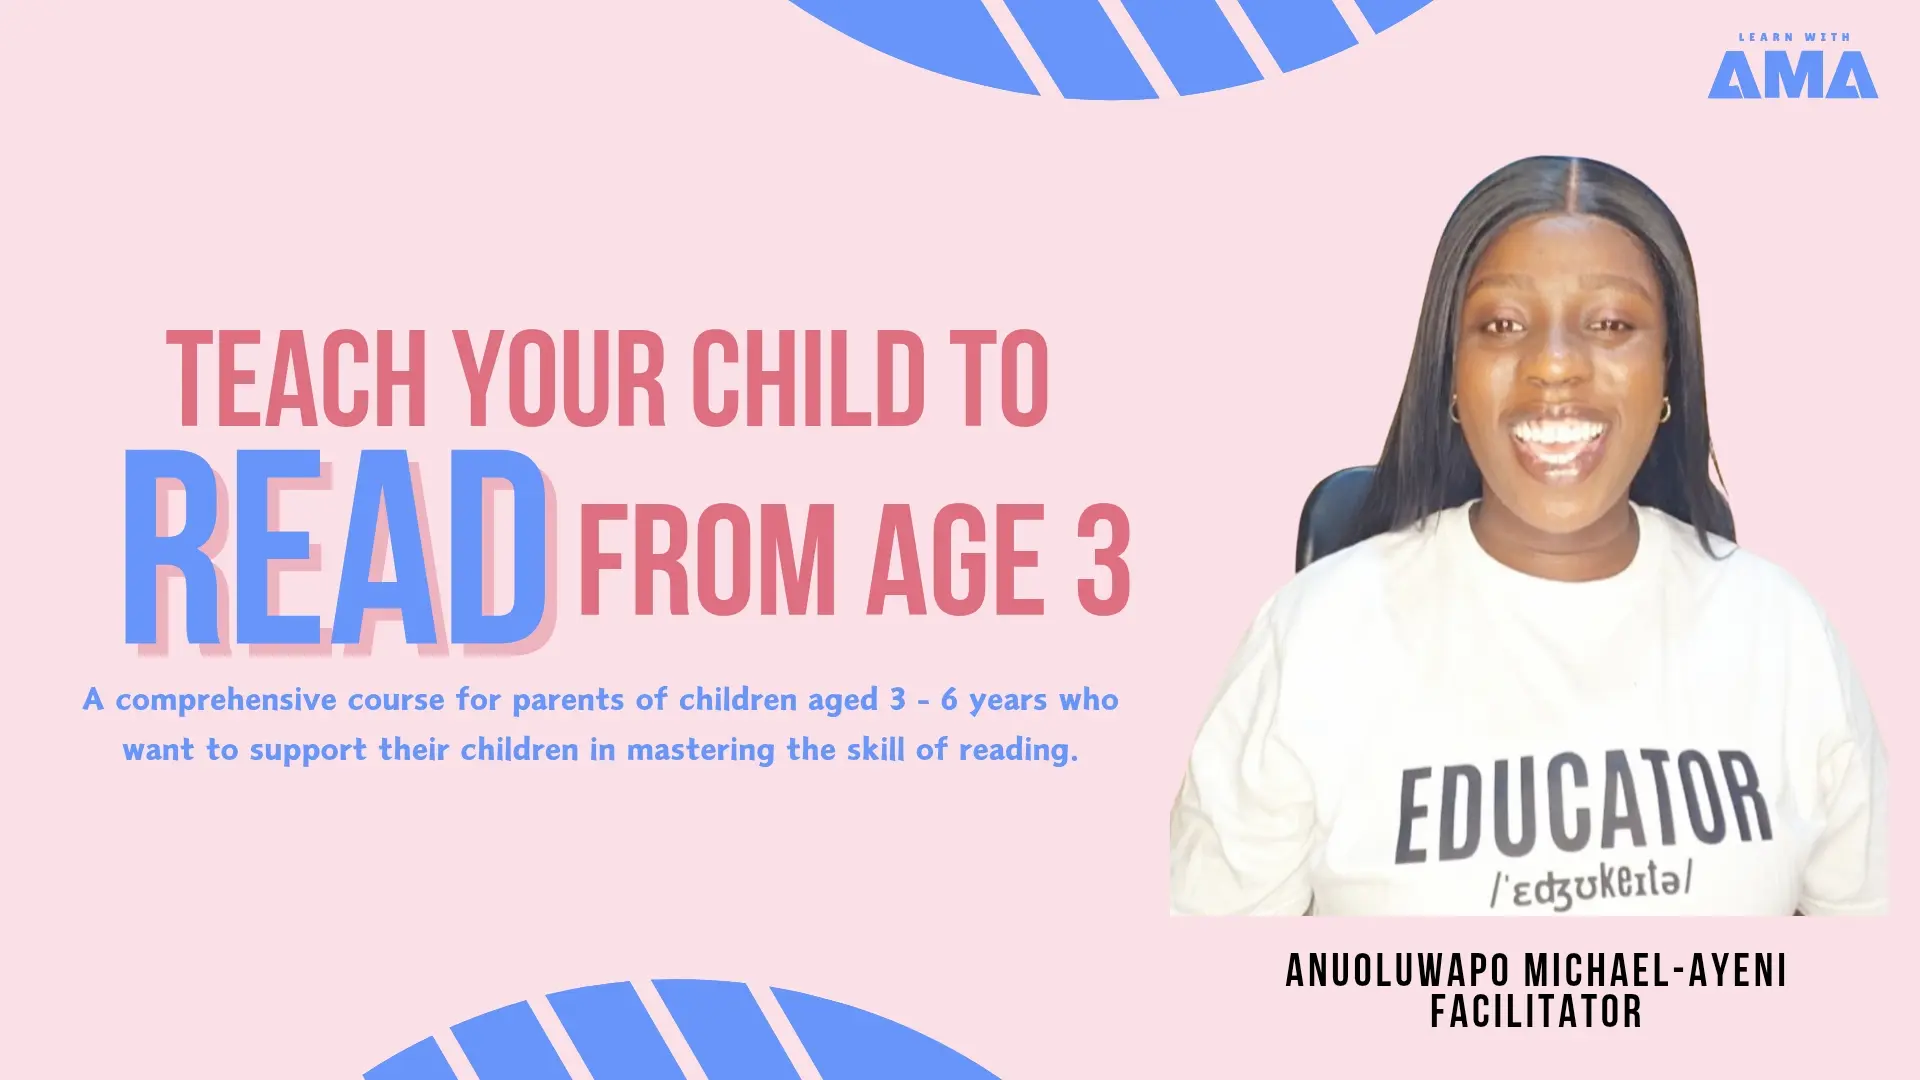 LEARN WITH
AMA
TEACH YOUR CHILD TO
READ FROM AGE 3
A comprehensive course for parents of children aged 3 - 6 years who
want to support their children in mastering the skill of reading.
EDUCATOR
/ˈɛʤʊkeɪtə/
ANUOLUWAPO MICHAEL-AYENI
FACILITATOR